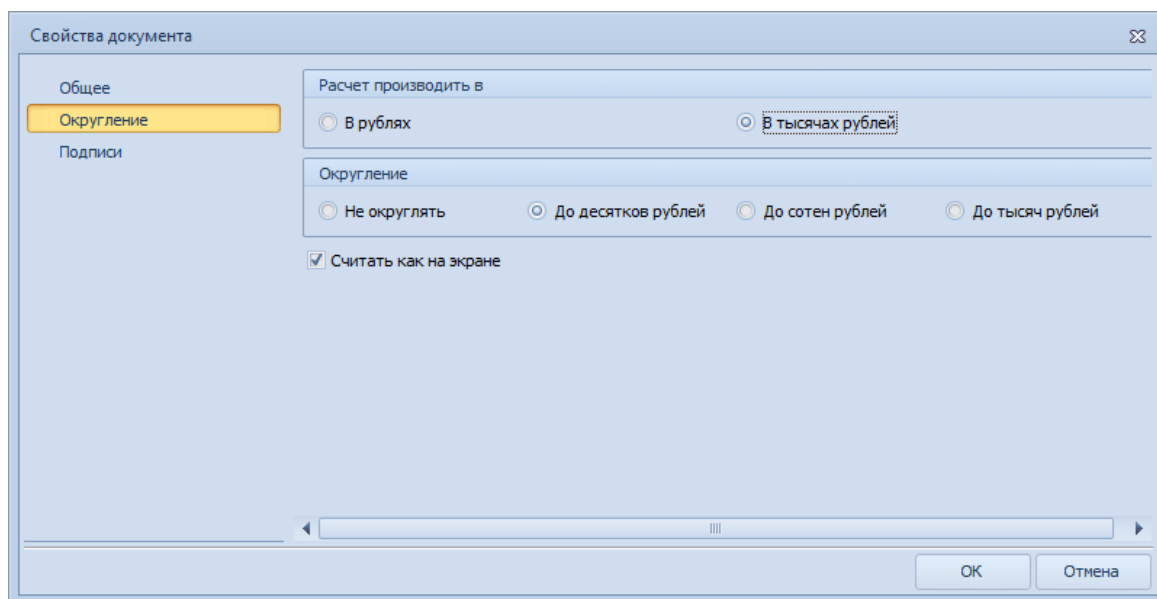 Свойства документа
Общее
Округление
Подписи
Расчет производить в
В рублях
В тысячах рублей
Округление
Не округлять
До десятков рублей
До сотен рублей
До тысяч рублей
Считать как на экране
ОК
Отмена